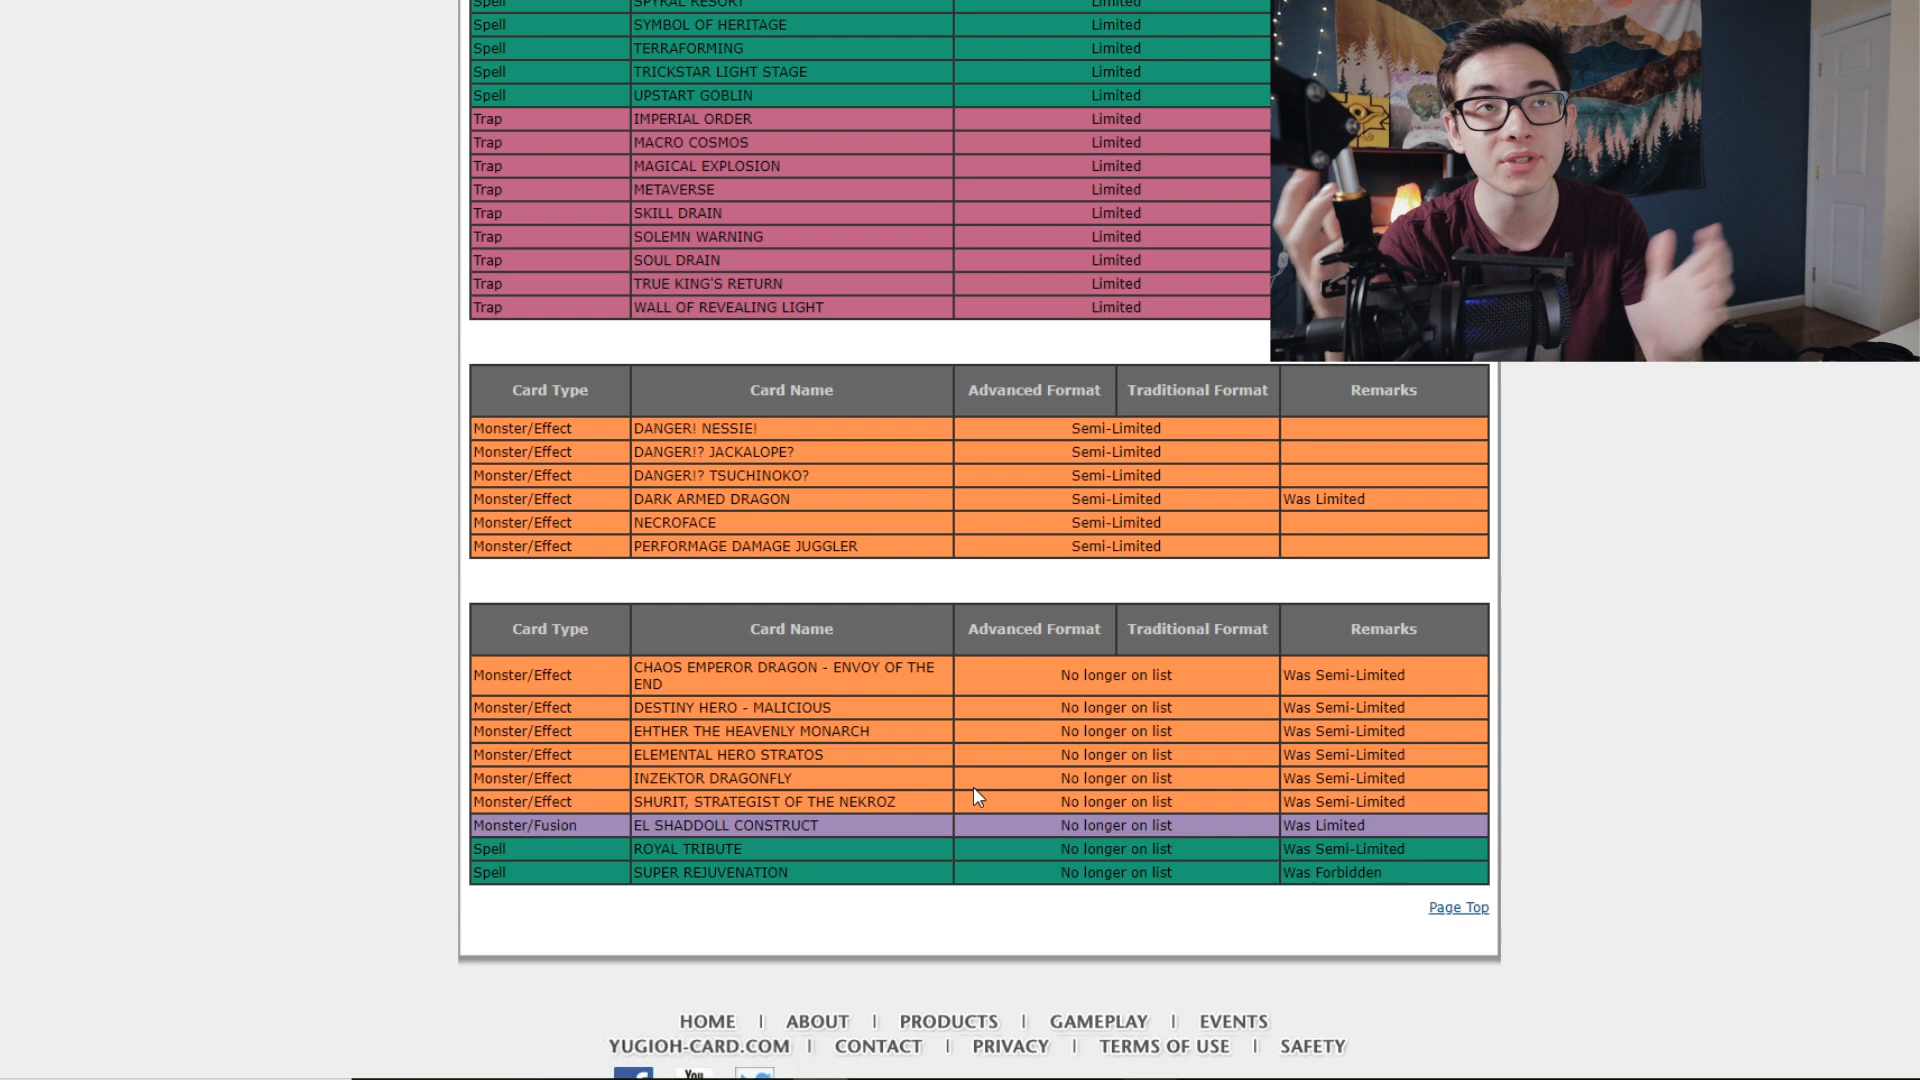 Spell SPYRAL RESORT Limited
Spell SYMBOL OF HERITAGE Limited
Spell TERRAFORMING Limited
Spell TRICKSTAR LIGHT STAGE Limited
Spell UPSTART GOBLIN Limited
Trap IMPERIAL ORDER Limited
Trap MACRO COSMOS Limited
Trap MAGICAL EXPLOSION Limited
Trap METAVERSE Limited
Trap SKILL DRAIN Limited
Trap SOLEMN WARNING Limited
Trap SOUL DRAIN Limited
Trap TRUE KING'S RETURN Limited
Trap WALL OF REVEALING LIGHT Limited
Card Type Card Name Advanced Format Traditional Format Remarks
Monster/Effect DANGER! NESSIE! Semi-Limited
Monster/Effect DANGER!? JACKALOPE? Semi-Limited
Monster/Effect DANGER!? TSUCHINOKO? Semi-Limited
Monster/Effect DARK ARMED DRAGON Semi-Limited Was Limited
Monster/Effect NECROFACE Semi-Limited
Monster/Effect PERFORMAGE DAMAGE JUGGLER Semi-Limited
Card Type Card Name Advanced Format Traditional Format Remarks
Monster/Effect CHAOS EMPEROR DRAGON - ENVOY OF THE
END No longer on list Was Semi-Limited
Monster/Effect DESTINY HERO - MALICIOUS No longer on list Was Semi-Limited
Monster/Effect EHTHER THE HEAVENLY MONARCH No longer on list Was Semi-Limited
Monster/Effect ELEMENTAL HERO STRATOS No longer on list Was Semi-Limited
Monster/Effect INZEKTOR DRAGONFLY No longer on list Was Semi-Limited
Monster/Effect SHURIT, STRATEGIST OF THE NEKROZ No longer on list Was Semi-Limited
Monster/Fusion EL SHADDOLL CONSTRUCT No longer on list Was Limited
Spell ROYAL TRIBUTE No longer on list Was Semi-Limited
Spell SUPER REJUVENATION No longer on list Was Forbidden
Page Top
HOME | ABOUT | PRODUCTS | GAMEPLAY | EVENTS
YUGIOH-CARD.COM | CONTACT | PRIVACY | TERMS OF USE | SAFETY
You